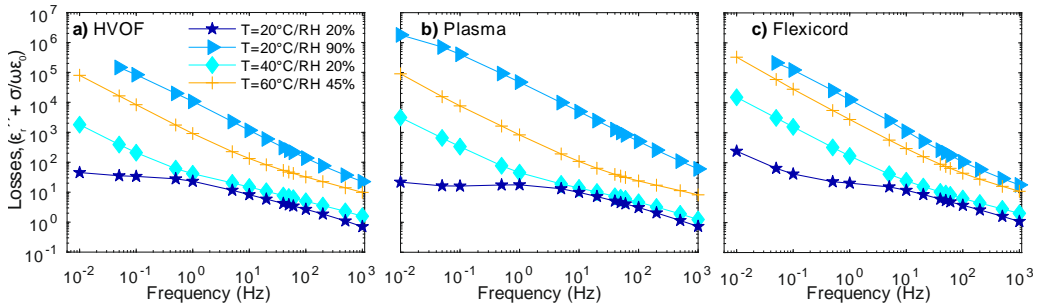 a) HVOF
T=20°C/RH 20%
T=20°C/RH 90%
T=40°C/RH 20%
T=60°C/RH 45%
b) Plasma
c) Flexicord
Losses,(ε_r´´ + σ/ωε_0)
10^7
10^6
10^5
10^4
10^3
10^2
10^1
10^0
10^-1
10^-2 10^-1 10^0 10^1 10^2 10^3
Frequency (Hz)
10^-2 10^-1 10^0 10^1 10^2 10^3
Frequency (Hz)
10^-2 10^-1 10^0 10^1 10^2 10^3
Frequency (Hz)